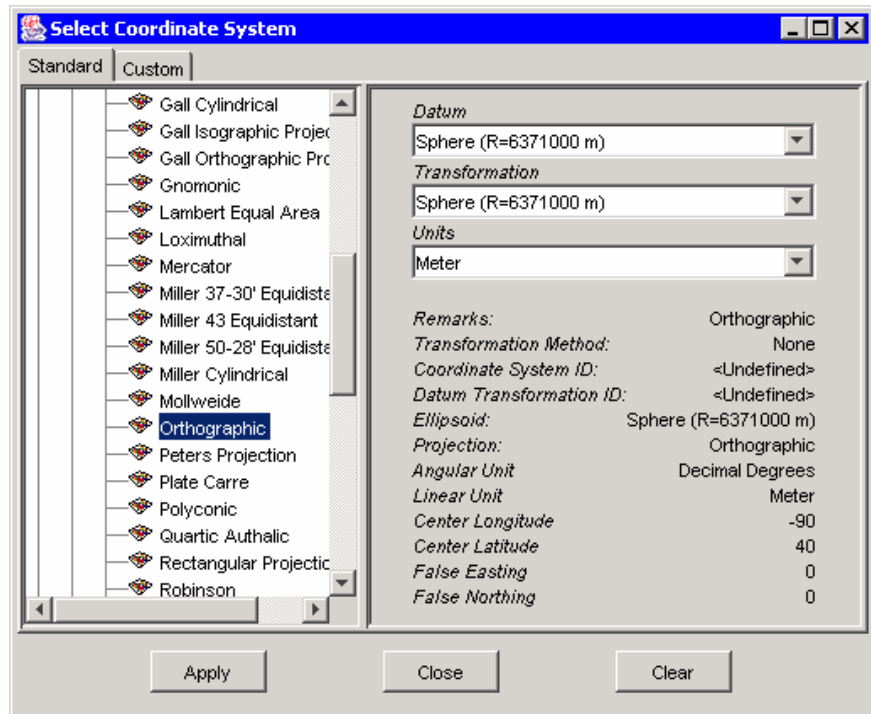 Select Coordinate System
Standard
Custom
Gall Cylindrical
Gall Isographic Projec
Gall Orthographic Pro
Gnomonic
Lambert Equal Area
Loximuthal
Mercator
Miller 37-30' Equidista
Miller 43 Equidistant
Miller 50-28' Equidista
Miller Cylindrical
Mollweide
Orthographic
Peters Projection
Plate Carre
Polyconic
Quartic Authalic
Rectangular Projectic
Robinson
Datum
Sphere (R=6371000 m)
Transformation
Sphere (R=6371000 m)
Units
Meter
Remarks: Orthographic
Transformation Method: None
Coordinate System ID: <Undefined>
Datum Transformation ID: <Undefined>
Ellipsoid: Sphere (R=6371000 m)
Projection: Orthographic
Angular Unit Decimal Degrees
Linear Unit Meter
Center Longitude -90
Center Latitude 40
False Easting 0
False Northing 0
Apply
Close
Clear